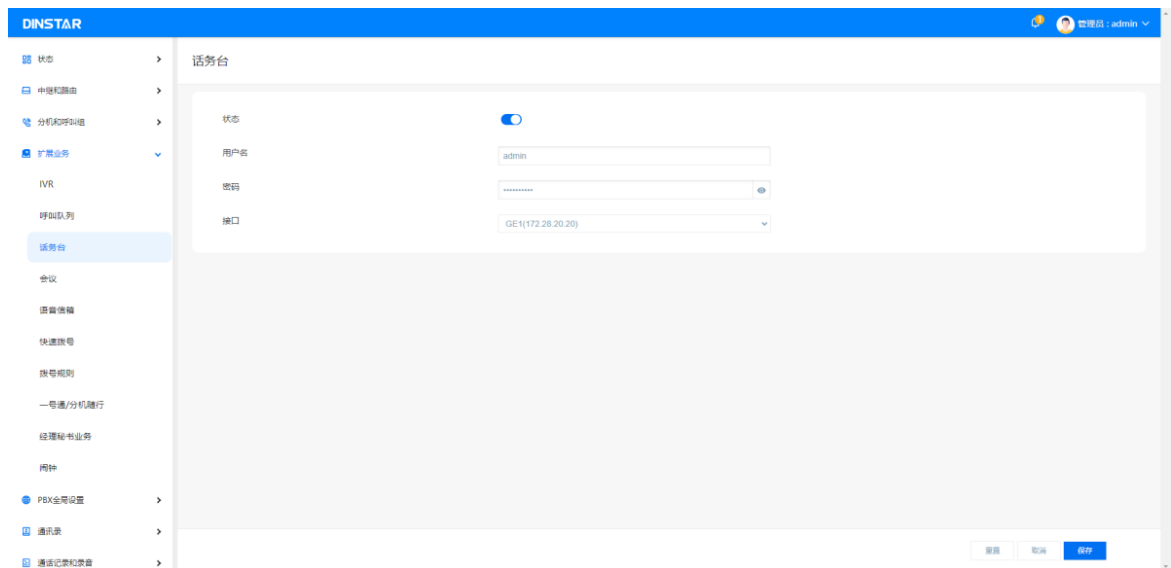 DINSTAR
管理员 : admin
状态
中继和路由
分机和呼叫组
扩展业务
IVR
呼叫队列
话务台
会议
语音信箱
快速拨号
拨号规则
一号通/分机随行
经理秘书业务
闹钟
PBX全局设置
通讯录
通话记录和录音
话务台
状态
用户名
admin
密码
••••••••••
接口
GE1(172.28.20.20)
重置
取消
保存